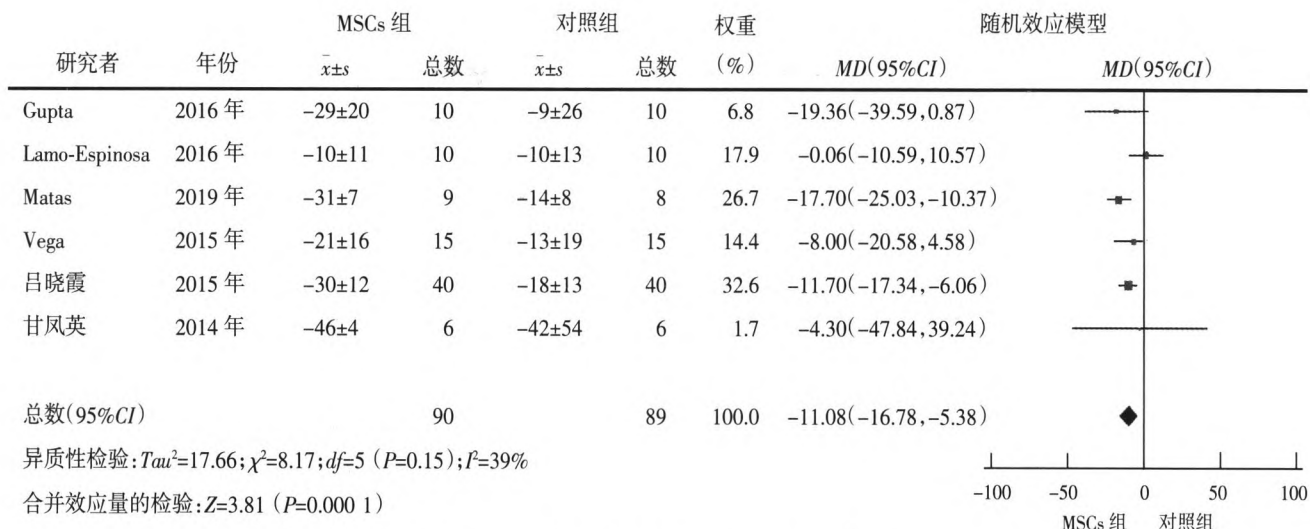 MSCs 组 对照组 权重 随机效应模型
研究者 年份 x̄±s 总数 x̄±s 总数 (%) MD(95%CI) MD(95%CI)
Gupta 2016 年 -29±20 10 -9±26 10 6.8 -19.36(-39.59,0.87)
Lamo-Espinosa 2016 年 -10±11 10 -10±13 10 17.9 -0.06(-10.59,10.57)
Matas 2019 年 -31±7 9 -14±8 8 26.7 -17.70(-25.03,-10.37)
Vega 2015 年 -21±16 15 -13±19 15 14.4 -8.00(-20.58,4.58)
吕晓霞 2015 年 -30±12 40 -18±13 40 32.6 -11.70(-17.34,-6.06)
甘凤英 2014 年 -46±4 6 -42±54 6 1.7 -4.30(-47.84,39.24)
总数(95%CI) 90 89 100.0 -11.08(-16.78,-5.38)
异质性检验:Tau²=17.66;χ²=8.17;df=5 (P=0.15);I²=39%
合并效应量的检验:Z=3.81 (P=0.000 1)
-100 -50 0 50 100
MSCs 组 对照组